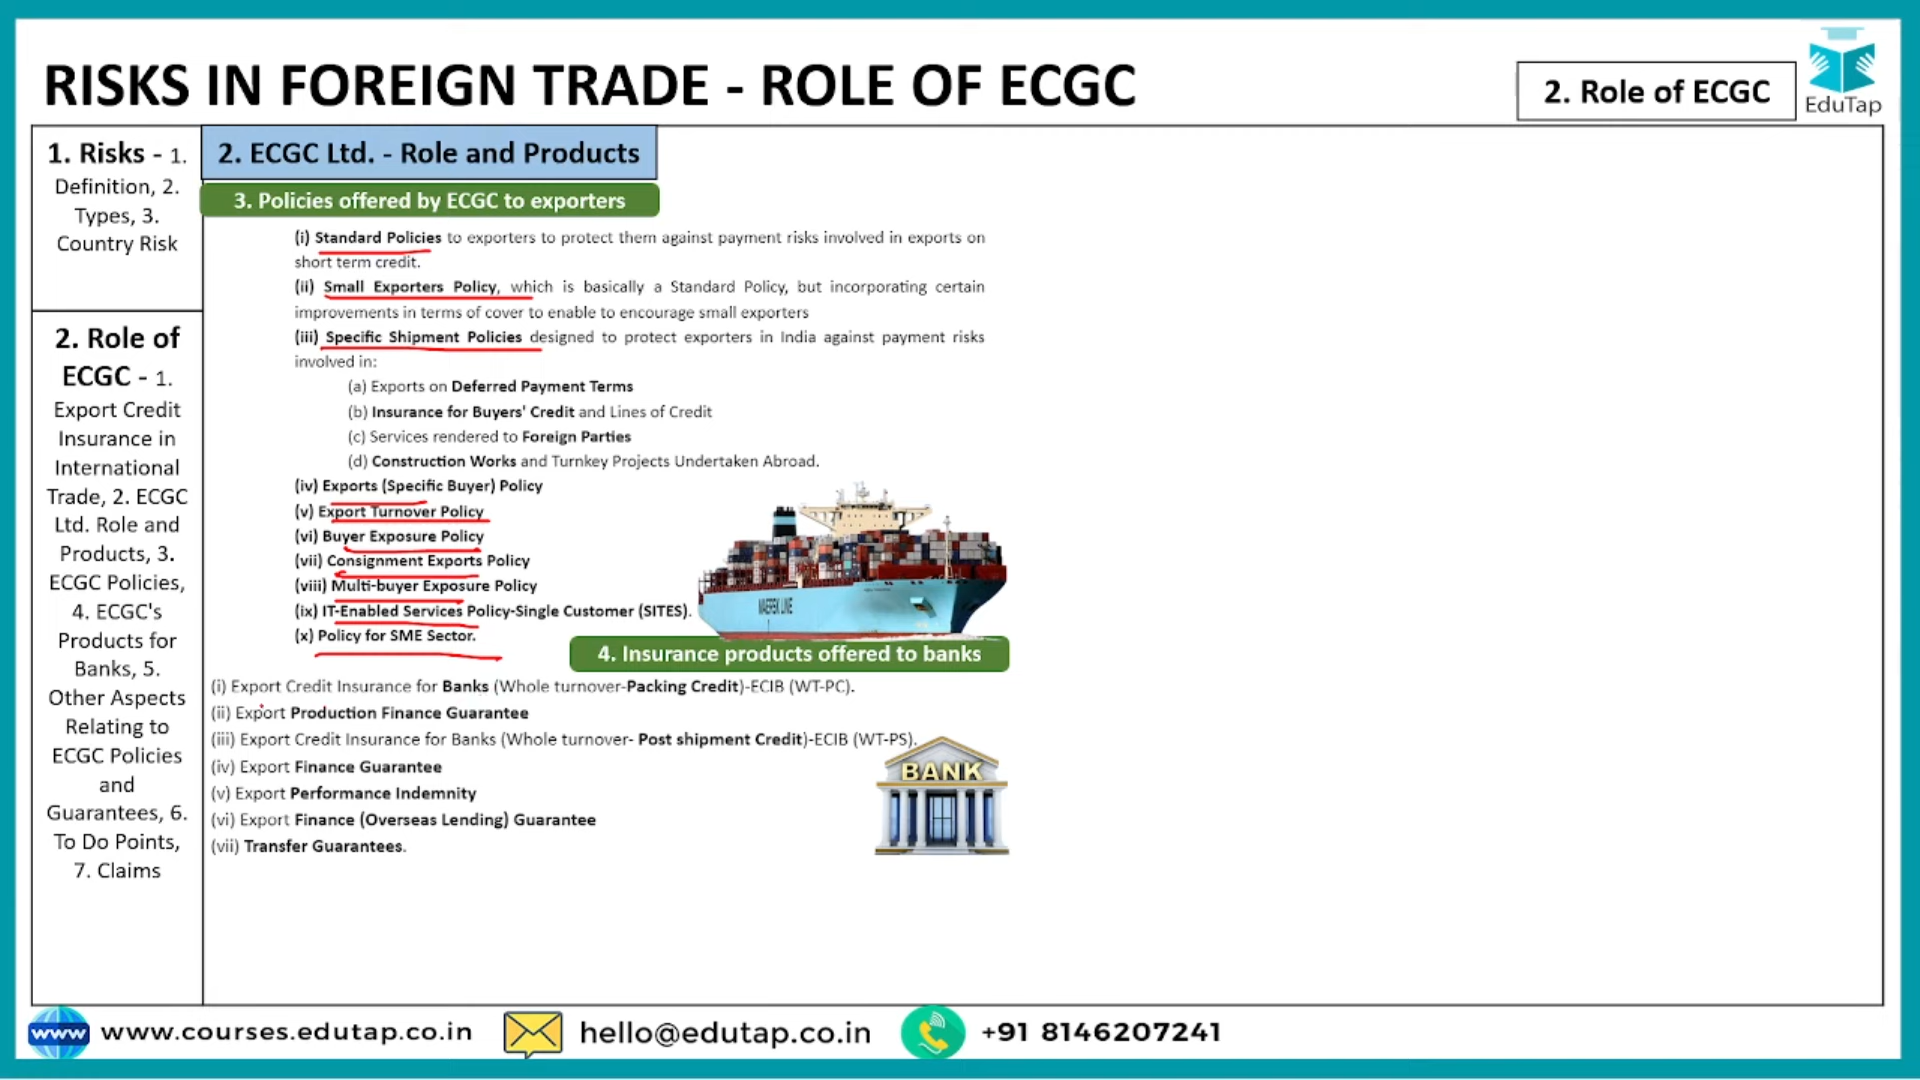 RISKS IN FOREIGN TRADE - ROLE OF ECGC
2. Role of ECGC
EduTap
1. Risks - 1.
Definition, 2.
Types, 3.
Country Risk
2. Role of
ECGC - 1.
Export Credit
Insurance in
International
Trade, 2. ECGC
Ltd. Role and
Products, 3.
ECGC Policies,
4. ECGC's
Products for
Banks, 5.
Other Aspects
Relating to
ECGC Policies
and
Guarantees, 6.
To Do Points,
7. Claims
2. ECGC Ltd. - Role and Products
3. Policies offered by ECGC to exporters
(i) Standard Policies to exporters to protect them against payment risks involved in exports on
short term credit.
(ii) Small Exporters Policy, which is basically a Standard Policy, but incorporating certain
improvements in terms of cover to enable to encourage small exporters
(iii) Specific Shipment Policies designed to protect exporters in India against payment risks
involved in:
(a) Exports on Deferred Payment Terms
(b) Insurance for Buyers' Credit and Lines of Credit
(c) Services rendered to Foreign Parties
(d) Construction Works and Turnkey Projects Undertaken Abroad.
(iv) Exports (Specific Buyer) Policy
(v) Export Turnover Policy
(vi) Buyer Exposure Policy
(vii) Consignment Exports Policy
(viii) Multi-buyer Exposure Policy
(ix) IT-Enabled Services Policy-Single Customer (SITES).
(x) Policy for SME Sector.
MAERSK LINE
4. Insurance products offered to banks
(i) Export Credit Insurance for Banks (Whole turnover-Packing Credit)-ECIB (WT-PC).
(ii) Export Production Finance Guarantee
(iii) Export Credit Insurance for Banks (Whole turnover- Post shipment Credit)-ECIB (WT-PS).
(iv) Export Finance Guarantee
(v) Export Performance Indemnity
(vi) Export Finance (Overseas Lending) Guarantee
(vii) Transfer Guarantees.
BANK
www
www.courses.edutap.co.in
hello@edutap.co.in
+91 8146207241